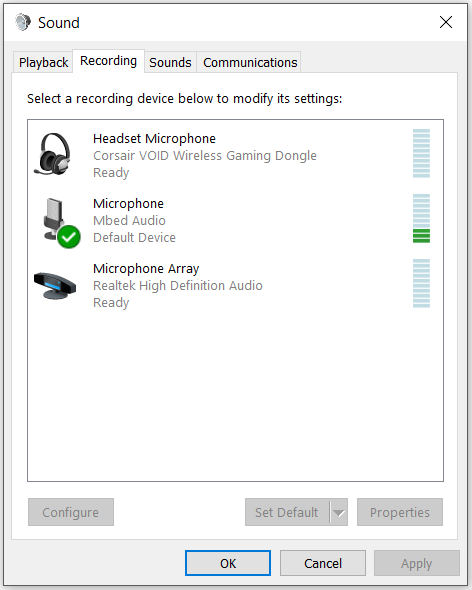 Sound
Playback Recording Sounds Communications
Select a recording device below to modify its settings:
Headset Microphone
Corsair VOID Wireless Gaming Dongle
Ready
Microphone
Mbed Audio
Default Device
Microphone Array
Realtek High Definition Audio
Ready
Configure Set Default Properties
OK Cancel Apply